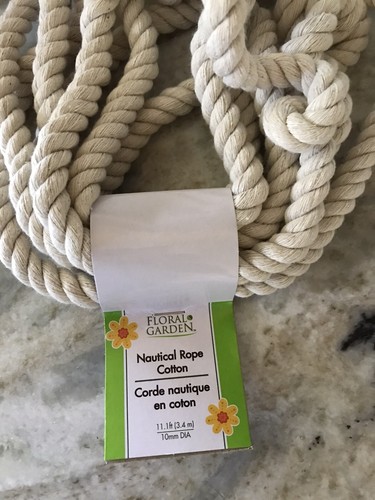 FLORAL
GARDEN
Nautical Rope
Cotton
Corde nautique
en coton
11.1ft (3.4 m)
10mm DIA